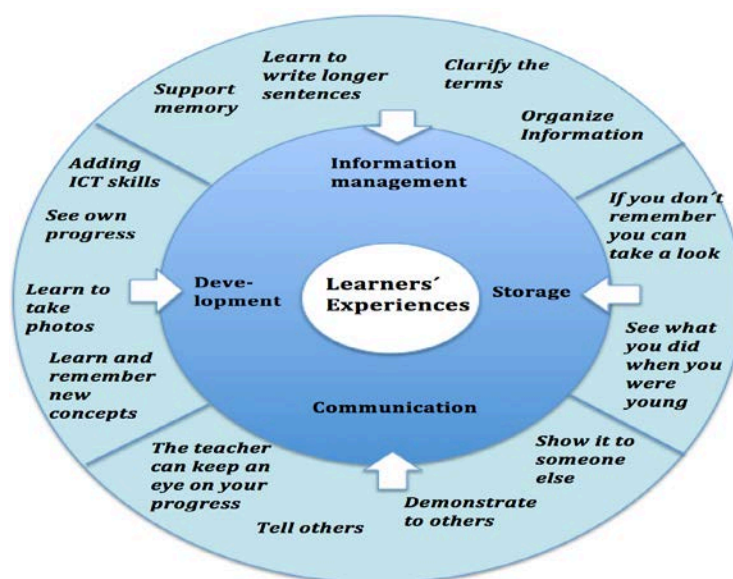 Learn to
write longer
sentences
Support
memory
Clarify the
terms
Organize
Information
Information
management
Adding
ICT skills
See own
progress
Learn to
take
photos
Learn and
remember
new
concepts
Deve-
lopment
Learners´
Experiences
Storage
If you don´t
remember
you can
take a look
See what
you did
when you
were
young
Communication
The teacher
can keep an
eye on your
progress
Tell others
Demonstrate
to others
Show it to
someone
else